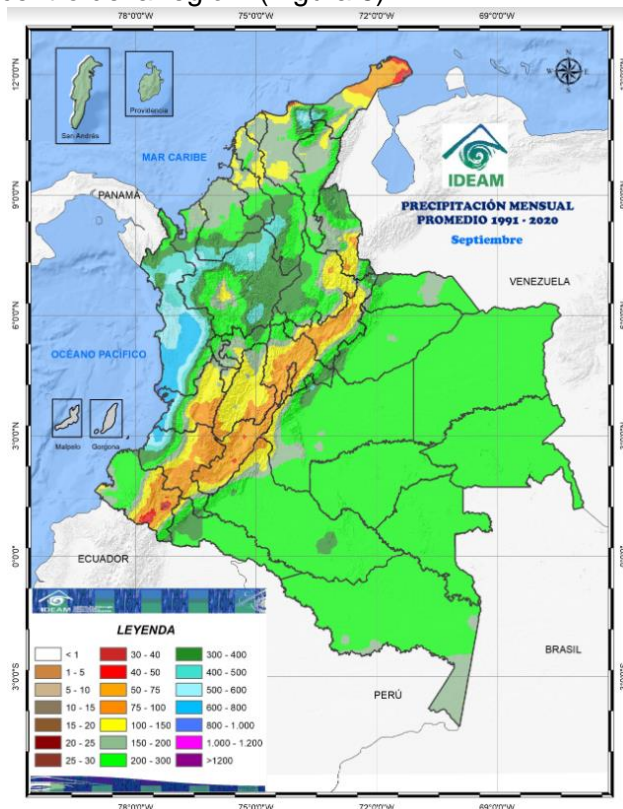 78°0'0"W 75°0'0"W 72°0'0"W 69°0'0"W
12°0'0"N
San Andrés
Providencia
MAR CARIBE
IDEAM
9°0'0"N
PANAMÁ
PRECIPITACIÓN MENSUAL
PROMEDIO 1991 - 2020
Septiembre
VENEZUELA
6°0'0"N
OCÉANO PACÍFICO
Malpelo Gorgona
3°0'0"N
0°0'0"
ECUADOR
IDEAM
LEYENDA
< 1 30 - 40 300 - 400
1 - 5 40 - 50 400 - 500
5 - 10 50 - 75 500 - 600
10 - 15 75 - 100 600 - 800
15 - 20 100 - 150 800 - 1.000
20 - 25 150 - 200 1.000 - 1.200
25 - 30 200 - 300 >1200
BRASIL
PERÚ
3°0'0"S
78°0'0"W 75°0'0"W 72°0'0"W 69°0'0"W